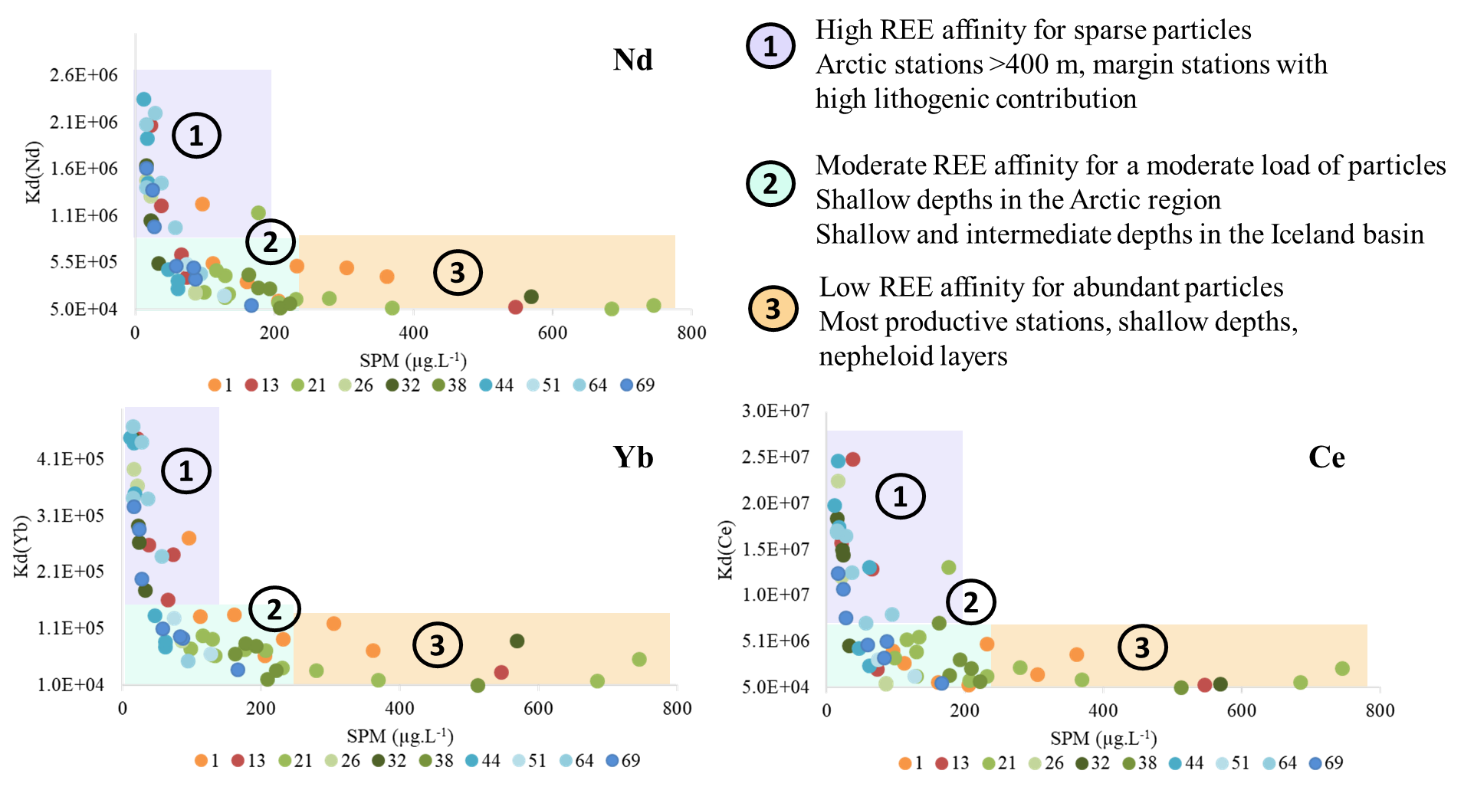 Nd
Kd(Nd)
2.6E+06
2.1E+06
1.6E+06
1.1E+06
5.5E+05
5.0E+04
1
2
3
0 200 400 600 800
SPM (µg.L-1)
1 13 21 26 32 38 44 51 64 69
1 High REE affinity for sparse particles
Arctic stations >400 m, margin stations with
high lithogenic contribution
2 Moderate REE affinity for a moderate load of particles
Shallow depths in the Arctic region
Shallow and intermediate depths in the Iceland basin
3 Low REE affinity for abundant particles
Most productive stations, shallow depths,
nepheloid layers
Yb
Kd(Yb)
4.1E+05
3.1E+05
2.1E+05
1.1E+05
1.0E+04
1
2
3
0 200 400 600 800
SPM (µg.L-1)
1 13 21 26 32 38 44 51 64 69
Ce
Kd(Ce)
3.0E+07
2.5E+07
2.0E+07
1.5E+07
1.0E+07
5.1E+06
5.0E+04
1
2
3
0 200 400 600 800
SPM (µg.L-1)
1 13 21 26 32 38 44 51 64 69